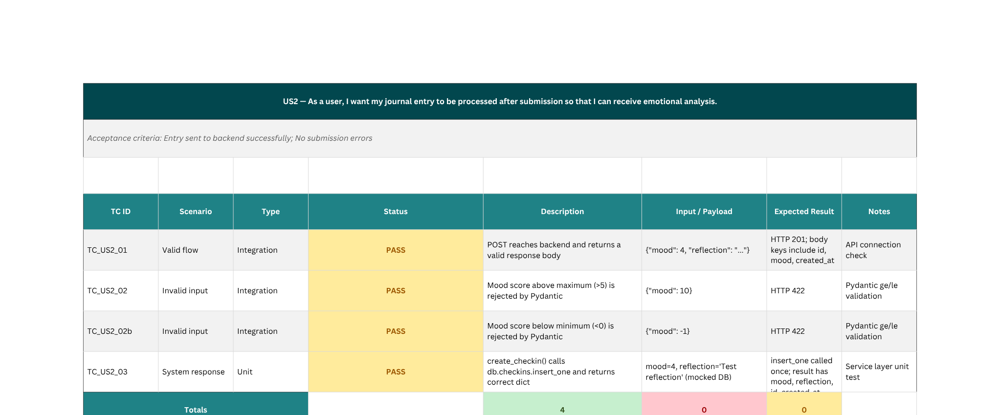 US2 — As a user, I want my journal entry to be processed after submission so that I can receive emotional analysis.
Acceptance criteria: Entry sent to backend successfully; No submission errors
TC ID
Scenario
Type
Status
Description
Input / Payload
Expected Result
Notes
TC_US2_01
Valid flow
Integration
PASS
POST reaches backend and returns a
valid response body
{"mood": 4, "reflection": "..."}
HTTP 201; body
keys include id,
mood, created_at
API connection
check
TC_US2_02
Invalid input
Integration
PASS
Mood score above maximum (>5) is
rejected by Pydantic
{"mood": 10}
HTTP 422
Pydantic ge/le
validation
TC_US2_02b
Invalid input
Integration
PASS
Mood score below minimum (<0) is
rejected by Pydantic
{"mood": -1}
HTTP 422
Pydantic ge/le
validation
TC_US2_03
System response
Unit
PASS
create_checkin() calls
db.checkins.insert_one and returns
correct dict
mood=4, reflection='Test
reflection' (mocked DB)
insert_one called
once; result has
mood, reflection,
id, created_at
Service layer unit
test
Totals
4
0
0